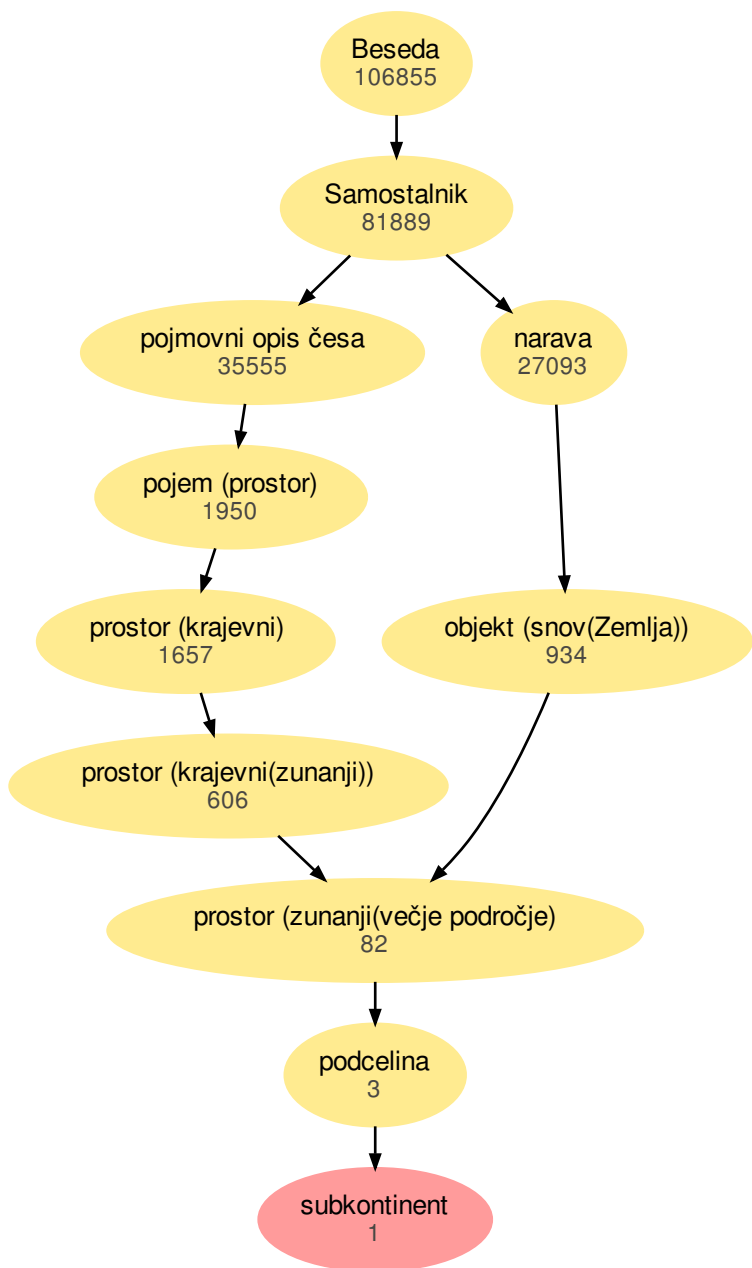 Beseda
106855
Samostalnik
81889
pojmovni opis česa
35555
narava
27093
pojem (prostor)
1950
prostor (krajevni)
1657
objekt (snov(Zemlja))
934
prostor (krajevni(zunanji))
606
prostor (zunanji(večje področje)
82
podcelina
3
subkontinent
1